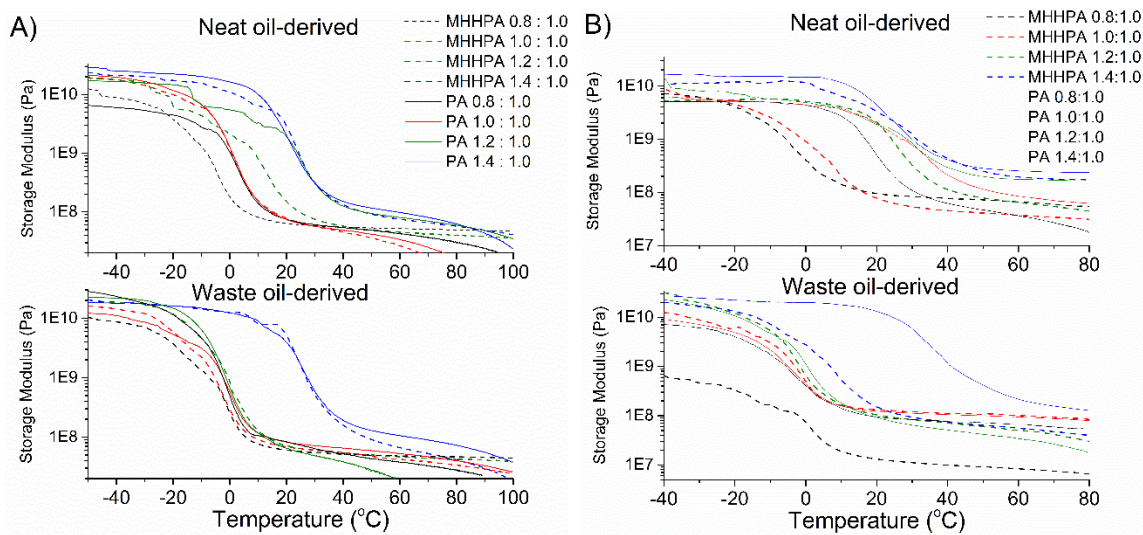 A)
Neat oil-derived
MHHPA 0.8 : 1.0
MHHPA 1.0 : 1.0
MHHPA 1.2 : 1.0
MHHPA 1.4 : 1.0
PA 0.8 : 1.0
PA 1.0 : 1.0
PA 1.2 : 1.0
PA 1.4 : 1.0
Storage Modulus (Pa)
1E10
1E9
1E8
-40 -20 0 20 40 60 80 100
Waste oil-derived
Storage Modulus (Pa)
1E10
1E9
1E8
-40 -20 0 20 40 60 80 100
Temperature (°C)
B)
Neat oil-derived
MHHPA 0.8:1.0
MHHPA 1.0:1.0
MHHPA 1.2:1.0
MHHPA 1.4:1.0
PA 0.8:1.0
PA 1.0:1.0
PA 1.2:1.0
PA 1.4:1.0
Storage Modulus (Pa)
1E10
1E9
1E8
1E7
-40 -20 0 20 40 60 80
Waste oil-derived
Storage Modulus (Pa)
1E10
1E9
1E8
1E7
-40 -20 0 20 40 60 80
Temperature (°C)